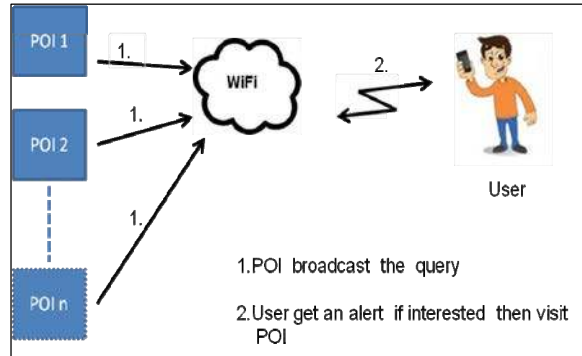 POI 1
1.
WiFi
2.
POI 2
1.
User
1.
POI n
1.POI broadcast the query
2.User get an alert if interested then visit
POI